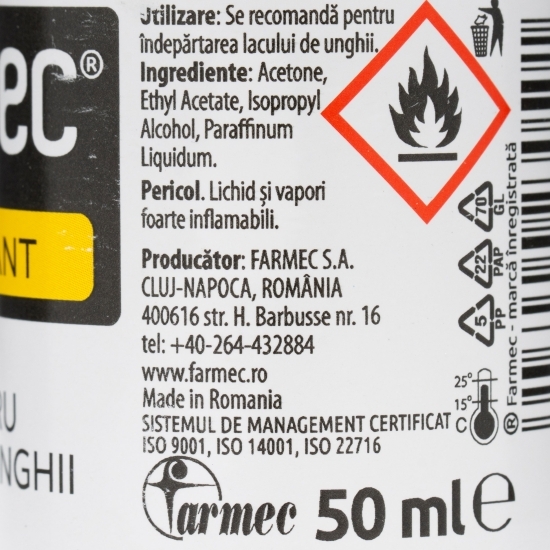 Utilizare: Se recomandă pentru
îndepărtarea lacului de unghii.
Ingrediente: Acetone,
Ethyl Acetate, Isopropyl
Alcohol, Paraffinum
Liquidum.
Pericol. Lichid și vapori
foarte inflamabili.
Producător: FARMEC S.A.
CLUJ-NAPOCA, ROMÂNIA
400616 str. H. Barbusse nr. 16
tel: +40-264-432884
www.farmec.ro
Made in Romania
SISTEMUL DE MANAGEMENT CERTIFICAT
ISO 9001, ISO 14001, ISO 22716
farmec 50 ml e
ec®
ANT
RU
NGHII
70
GL
22
PAP
5
PP
25°
15°
C
® Farmec - marcă înregistrată